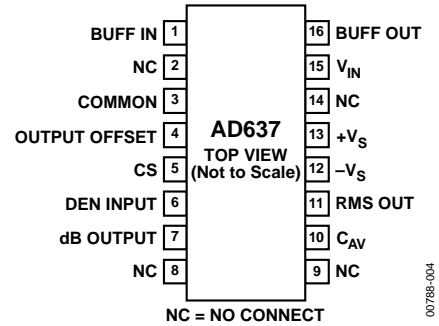 BUFF IN 1
NC 2
COMMON 3
OUTPUT OFFSET 4
CS 5
DEN INPUT 6
dB OUTPUT 7
NC 8
AD637
TOP VIEW
(Not to Scale)
16 BUFF OUT
15 VIN
14 NC
13 +VS
12 –VS
11 RMS OUT
10 CAV
9 NC
NC = NO CONNECT
00788-004